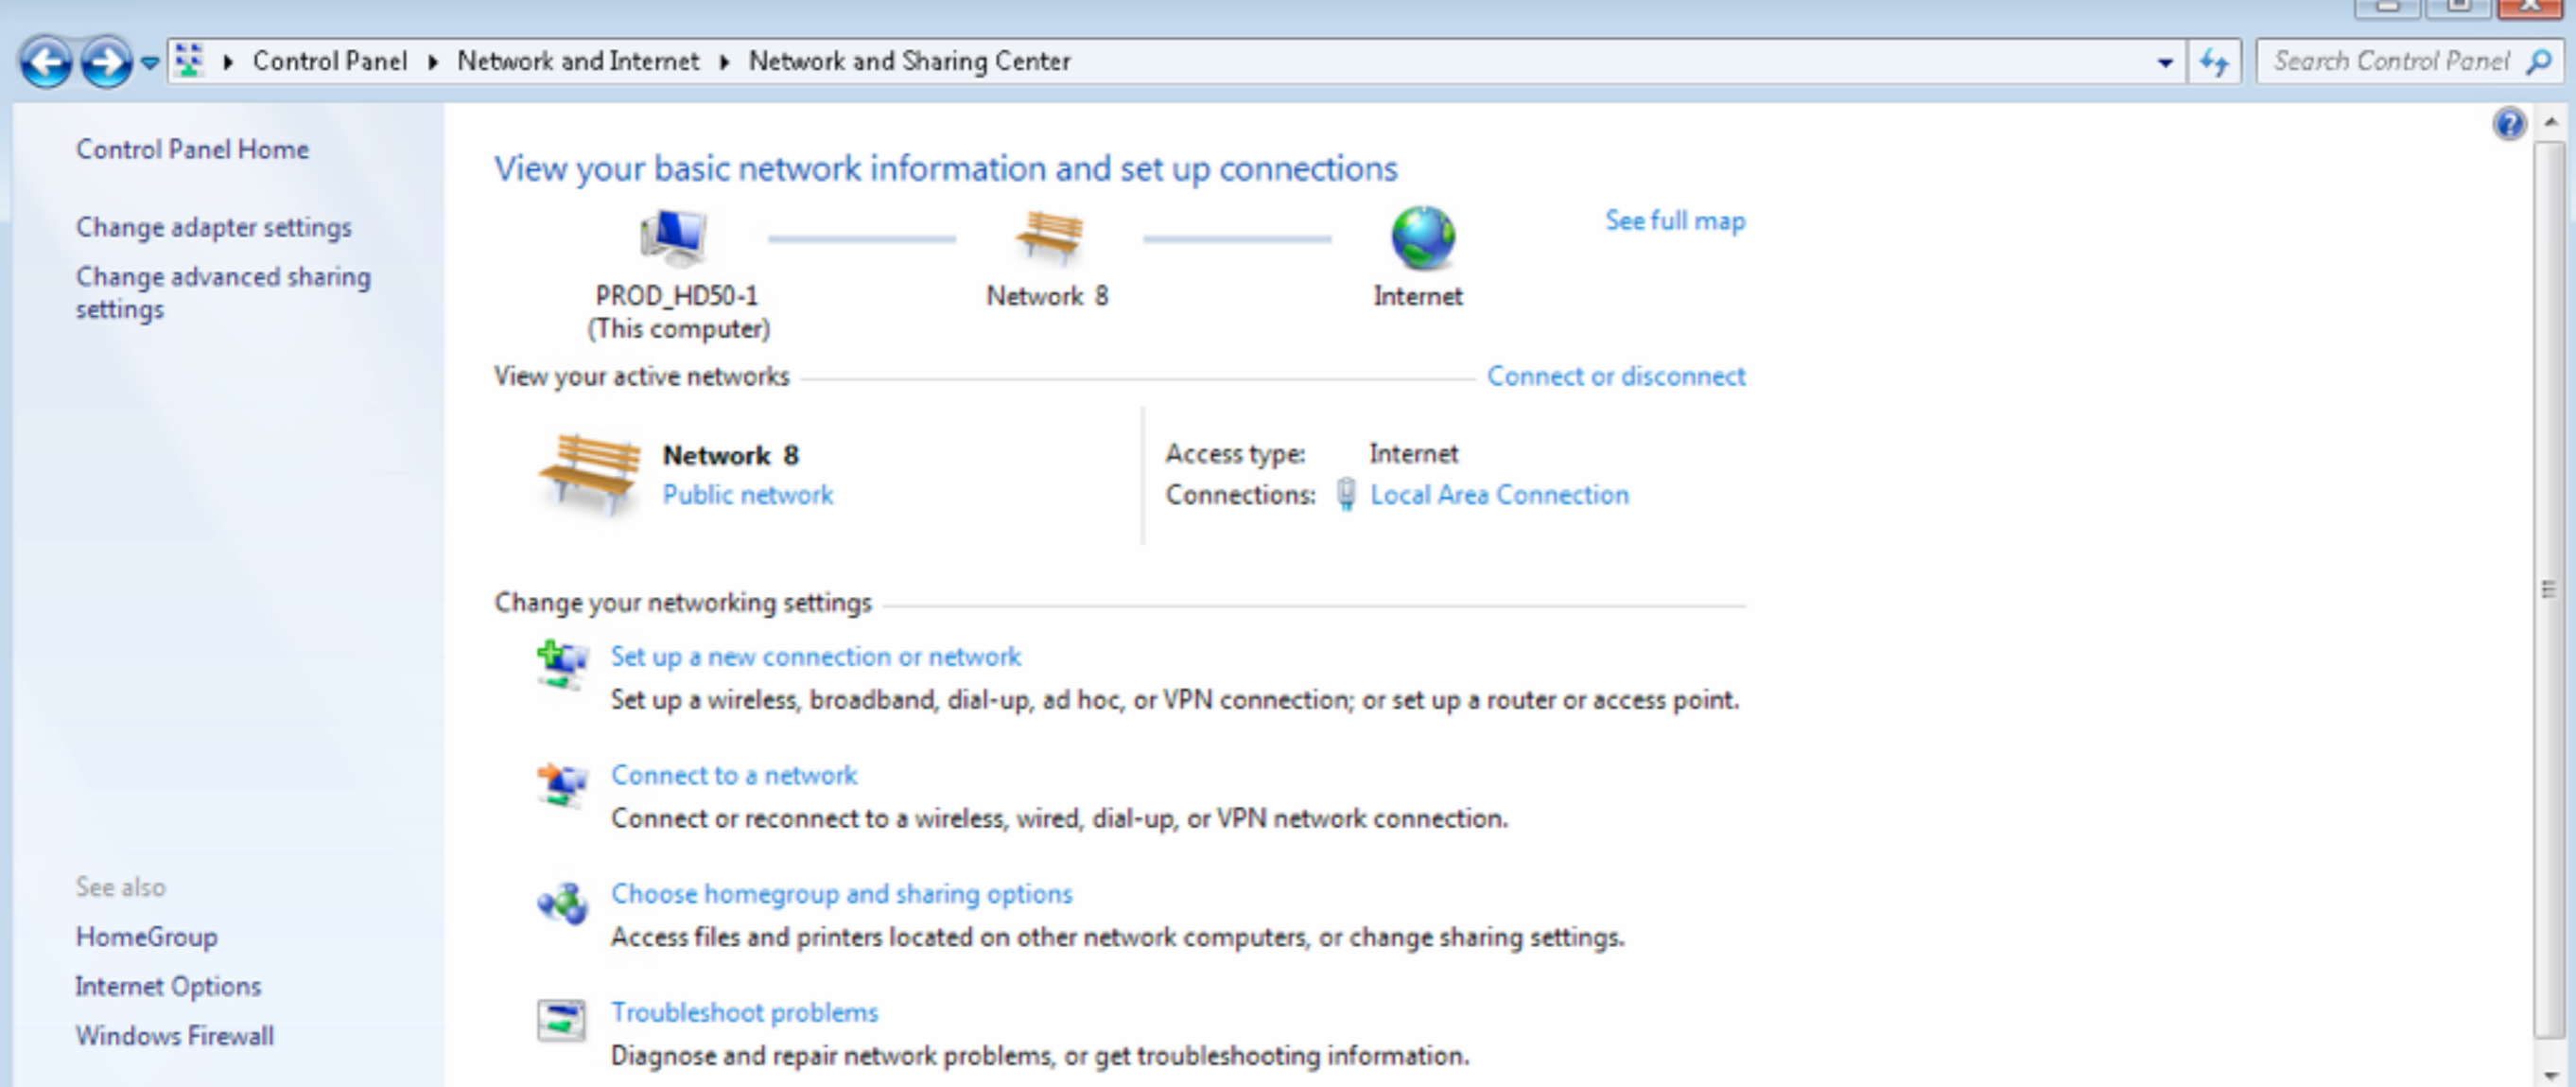 Control Panel ▸ Network and Internet ▸ Network and Sharing Center
Search Control Panel
Control Panel Home
Change adapter settings
Change advanced sharing
settings
See also
HomeGroup
Internet Options
Windows Firewall
View your basic network information and set up connections
See full map
PROD_HD50-1
(This computer)
Network 8
Internet
View your active networks
Connect or disconnect
Network 8
Public network
Access type: Internet
Connections: Local Area Connection
Change your networking settings
Set up a new connection or network
Set up a wireless, broadband, dial-up, ad hoc, or VPN connection; or set up a router or access point.
Connect to a network
Connect or reconnect to a wireless, wired, dial-up, or VPN network connection.
Choose homegroup and sharing options
Access files and printers located on other network computers, or change sharing settings.
Troubleshoot problems
Diagnose and repair network problems, or get troubleshooting information.